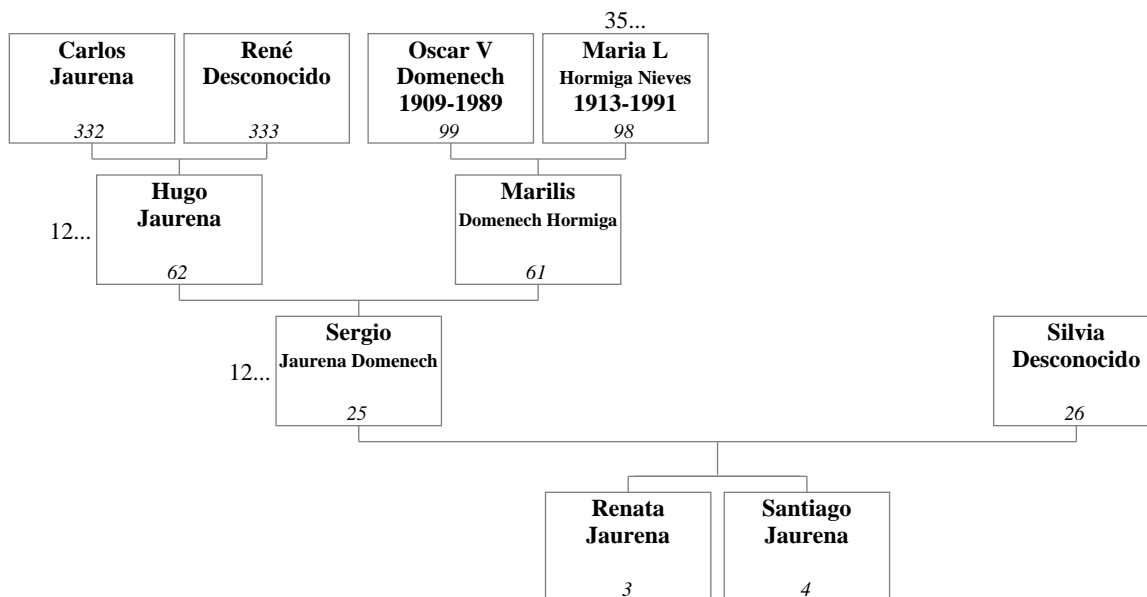 35...
Carlos
Jaurena
332
René
Desconocido
333
Oscar V
Domenech
1909-1989
99
Maria L
Hormiga Nieves
1913-1991
98
12...
Hugo
Jaurena
62
Marilis
Domenech Hormiga
61
12...
Sergio
Jaurena Domenech
25
Silvia
Desconocido
26
Renata
Jaurena
3
Santiago
Jaurena
4